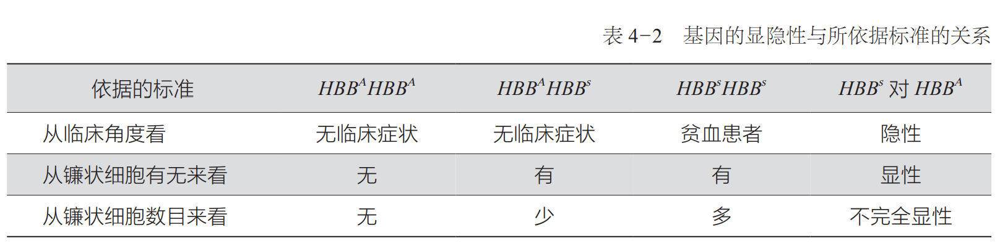 表 4-2 基因的显隐性与所依据标准的关系
依据的标准 HBB^A HBB^A HBB^A HBB^s HBB^s HBB^s HBB^s 对 HBB^A
从临床角度看 无临床症状 无临床症状 贫血患者 隐性
从镰状细胞有无来看 无 有 有 显性
从镰状细胞数目来看 无 少 多 不完全显性